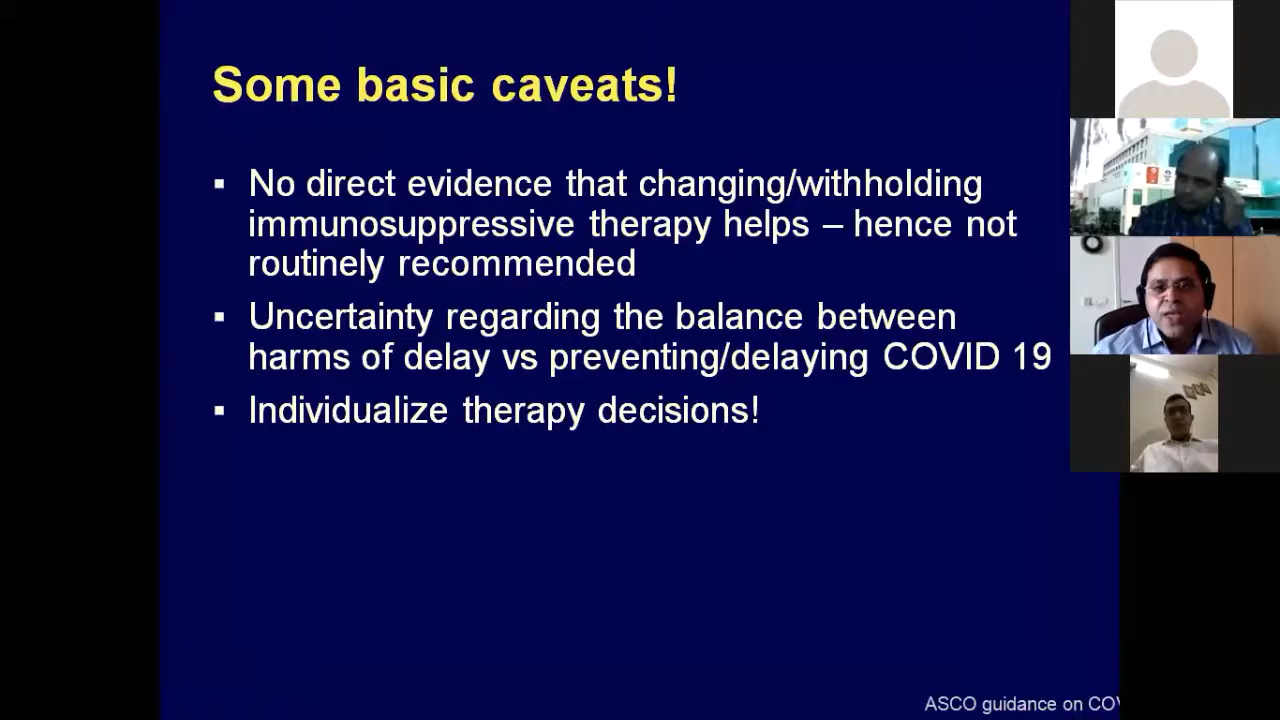 Some basic caveats!
▪ No direct evidence that changing/withholding
immunosuppressive therapy helps – hence not
routinely recommended
▪ Uncertainty regarding the balance between
harms of delay vs preventing/delaying COVID 19
▪ Individualize therapy decisions!
ASCO guidance on COV